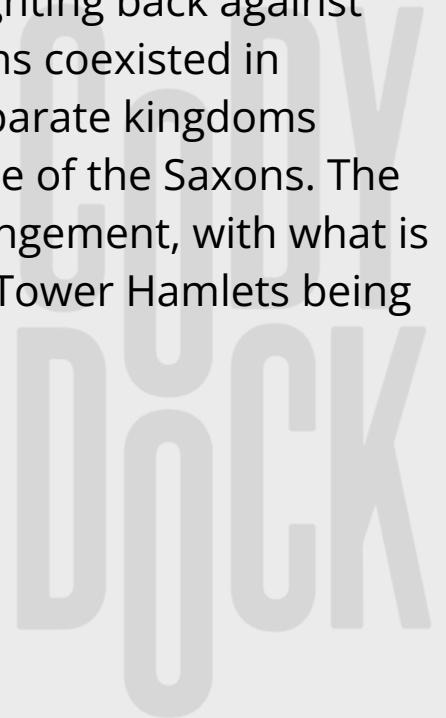 ghting back against
ns coexisted in
parate kingdoms
e of the Saxons. The
ngement, with what is
Tower Hamlets being
CODY
DOCK